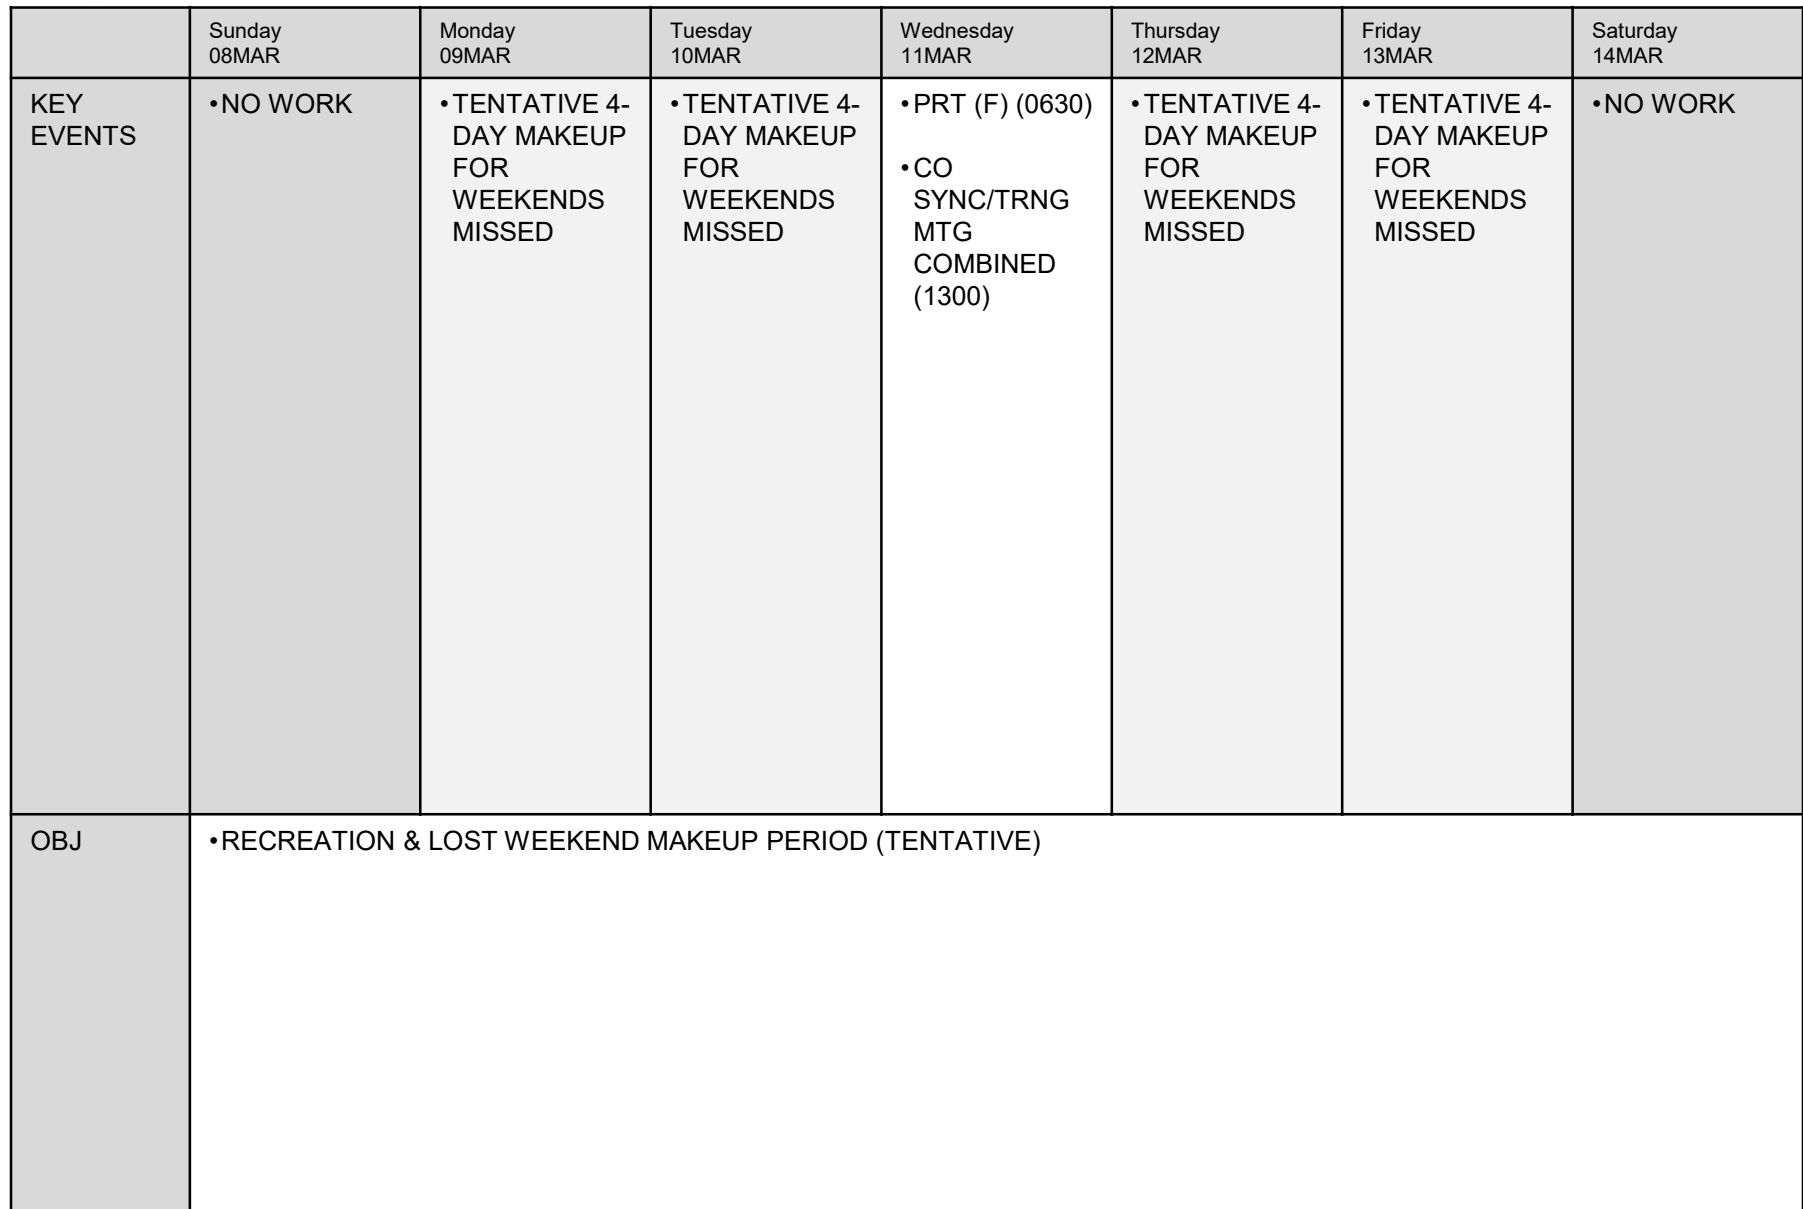 Sunday
08MAR
Monday
09MAR
Tuesday
10MAR
Wednesday
11MAR
Thursday
12MAR
Friday
13MAR
Saturday
14MAR
KEY
EVENTS
•NO WORK
•TENTATIVE 4-
DAY MAKEUP
FOR
WEEKENDS
MISSED
•TENTATIVE 4-
DAY MAKEUP
FOR
WEEKENDS
MISSED
•PRT (F) (0630)
•CO
SYNC/TRNG
MTG
COMBINED
(1300)
•TENTATIVE 4-
DAY MAKEUP
FOR
WEEKENDS
MISSED
•TENTATIVE 4-
DAY MAKEUP
FOR
WEEKENDS
MISSED
•NO WORK
OBJ
•RECREATION & LOST WEEKEND MAKEUP PERIOD (TENTATIVE)